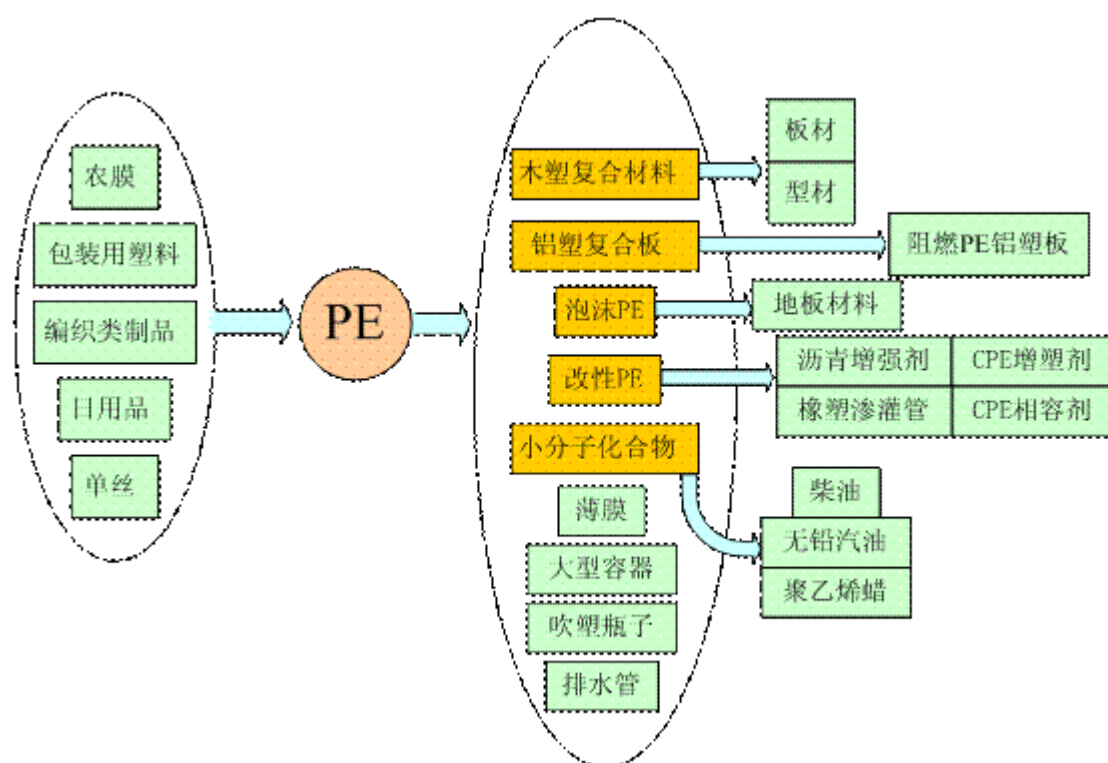 农膜
包装用塑料
编织类制品
日用品
单丝
PE
木塑复合材料
板材
型材
铝塑复合板
阻燃PE铝塑板
泡沫PE
地板材料
改性PE
沥青增强剂
CPE增塑剂
橡塑渗灌管
CPE相容剂
小分子化合物
柴油
无铅汽油
聚乙烯蜡
薄膜
大型容器
吹塑瓶子
排水管